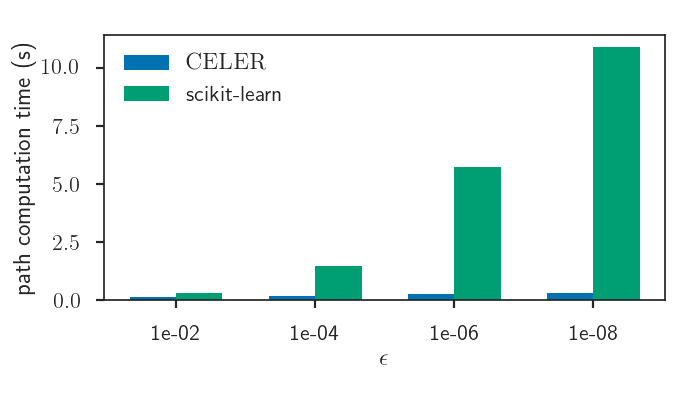 path computation time (s)
10.0
7.5
5.0
2.5
0.0
CELER
scikit-learn
1e-02 1e-04 1e-06 1e-08
ϵ